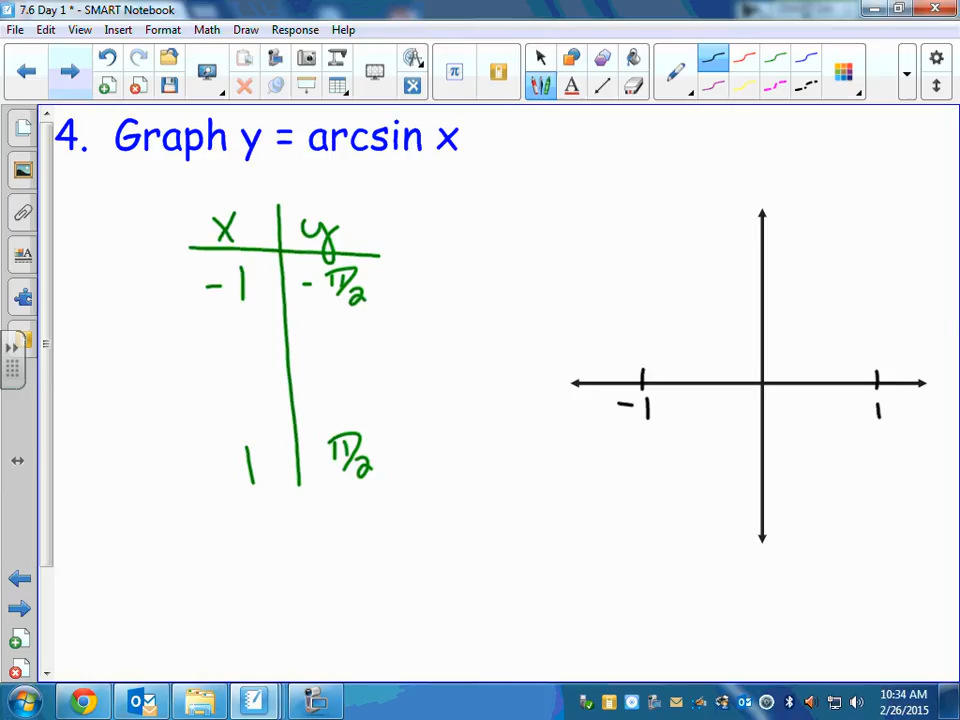 7.6 Day 1 * - SMART Notebook
File Edit View Insert Format Math Draw Response Help
4. Graph y = arcsin x
x y
-1 -π/2
-1 1
1 π/2
10:34 AM
2/26/2015